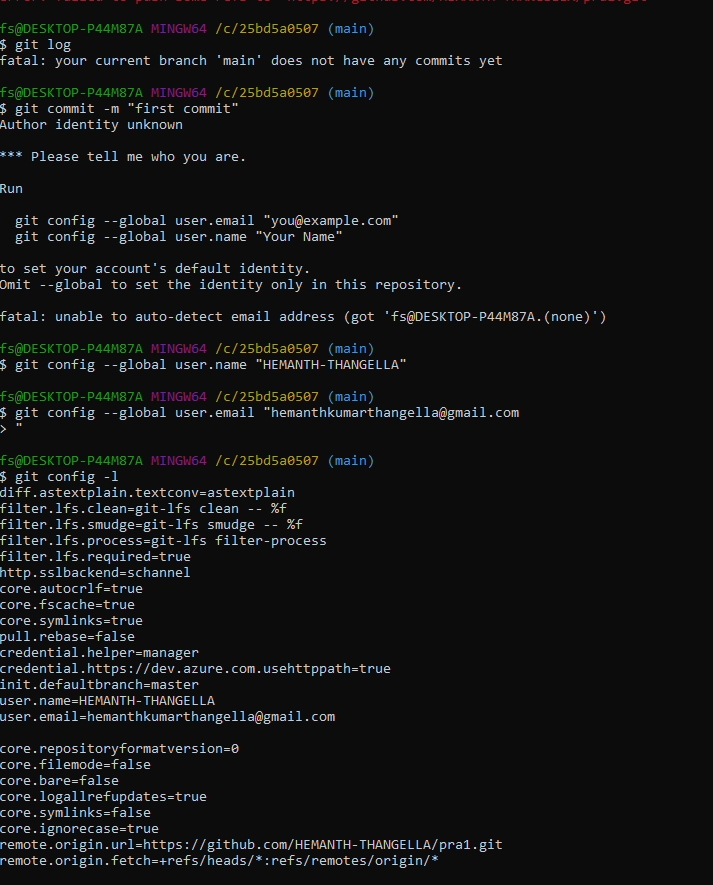 fs@DESKTOP-P44M87A MINGW64 /c/25bd5a0507 (main)
$ git log
fatal: your current branch 'main' does not have any commits yet
fs@DESKTOP-P44M87A MINGW64 /c/25bd5a0507 (main)
$ git commit -m "first commit"
Author identity unknown
*** Please tell me who you are.
Run
git config --global user.email "you@example.com"
git config --global user.name "Your Name"
to set your account's default identity.
Omit --global to set the identity only in this repository.
fatal: unable to auto-detect email address (got 'fs@DESKTOP-P44M87A.(none)')
fs@DESKTOP-P44M87A MINGW64 /c/25bd5a0507 (main)
$ git config --global user.name "HEMANTH-THANGELLA"
fs@DESKTOP-P44M87A MINGW64 /c/25bd5a0507 (main)
$ git config --global user.email "hemanthkumarthangella@gmail.com
> "
fs@DESKTOP-P44M87A MINGW64 /c/25bd5a0507 (main)
$ git config -l
diff.astextplain.textconv=astextplain
filter.lfs.clean=git-lfs clean -- %f
filter.lfs.smudge=git-lfs smudge -- %f
filter.lfs.process=git-lfs filter-process
filter.lfs.required=true
http.sslbackend=schannel
core.autocrlf=true
core.fscache=true
core.symlinks=true
pull.rebase=false
credential.helper=manager
credential.https://dev.azure.com.usehttppath=true
init.defaultbranch=master
user.name=HEMANTH-THANGELLA
user.email=hemanthkumarthangella@gmail.com
core.repositoryformatversion=0
core.filemode=false
core.bare=false
core.logallrefupdates=true
core.symlinks=false
core.ignorecase=true
remote.origin.url=https://github.com/HEMANTH-THANGELLA/pra1.git
remote.origin.fetch=+refs/heads/*:refs/remotes/origin/*